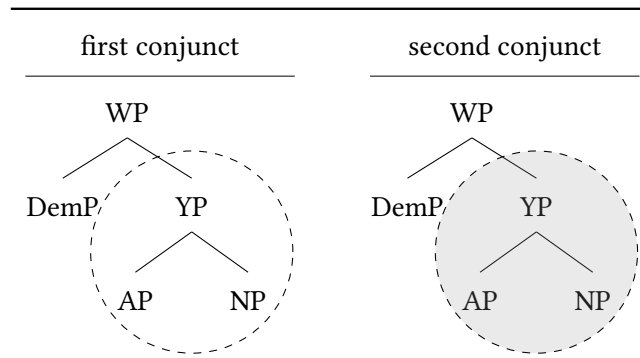 first conjunct second conjunct
WP WP
DemP YP DemP YP
AP NP AP NP